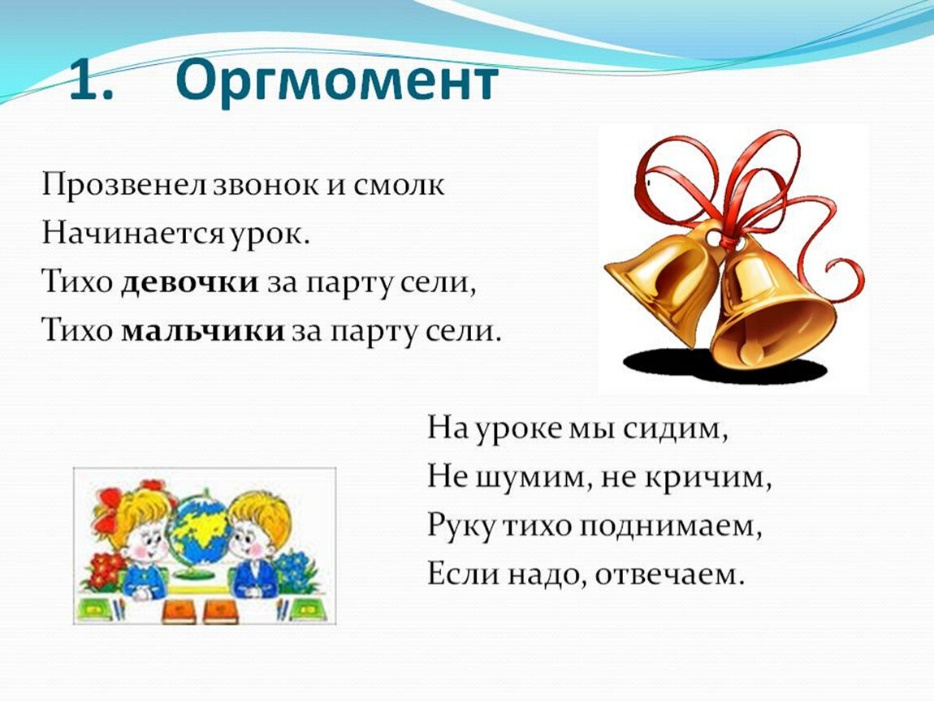 1. Оргмомент
Прозвенел звонок и смолк
Начинается урок.
Тихо девочки за парту сели,
Тихо мальчики за парту сели.
На уроке мы сидим,
Не шумим, не кричим,
Руку тихо поднимаем,
Если надо, отвечаем.